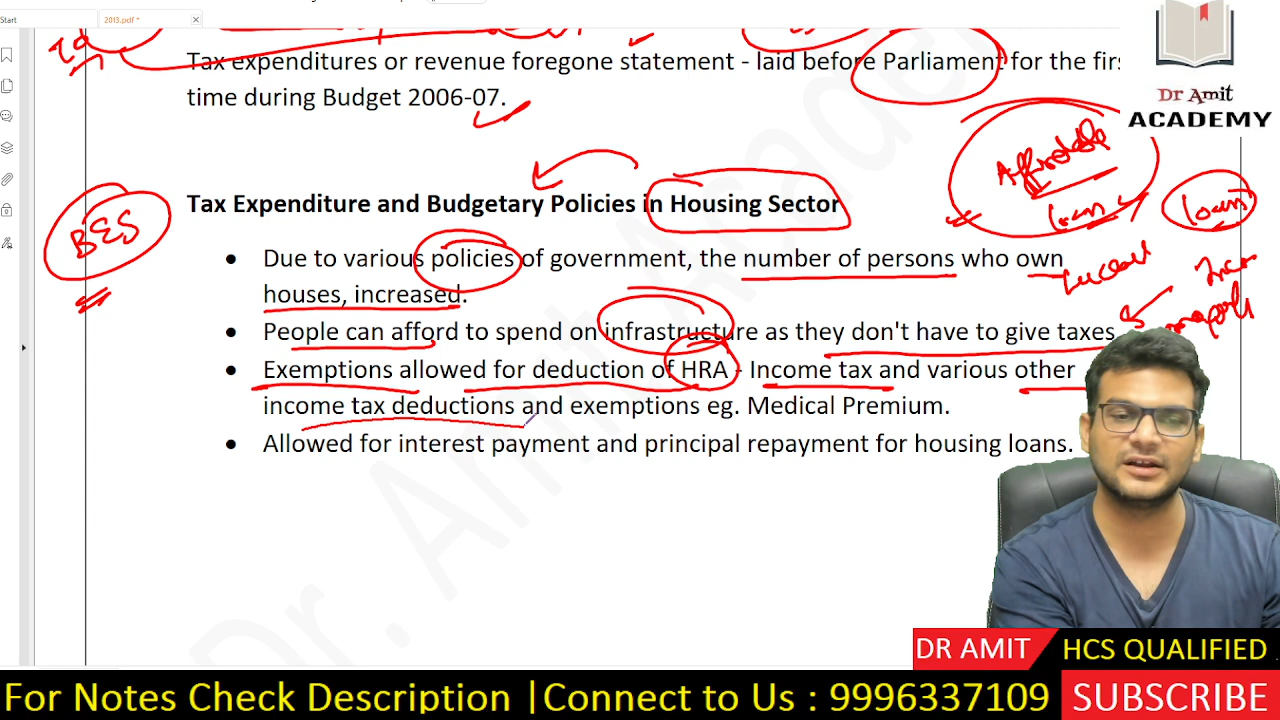 Start
2013.pdf *
Dr Amit
ACADEMY
Tax expenditures or revenue foregone statement - laid before Parliament for the firs
time during Budget 2006-07.
Affordable
loan
loan
BES
Tax Expenditure and Budgetary Policies in Housing Sector
Due to various policies of government, the number of persons who own
houses, increased.
People can afford to spend on infrastructure as they don't have to give taxes
Exemptions allowed for deduction of HRA - Income tax and various other
income tax deductions and exemptions eg. Medical Premium.
Allowed for interest payment and principal repayment for housing loans.
DR AMIT HCS QUALIFIED
For Notes Check Description |Connect to Us : 9996337109 SUBSCRIBE